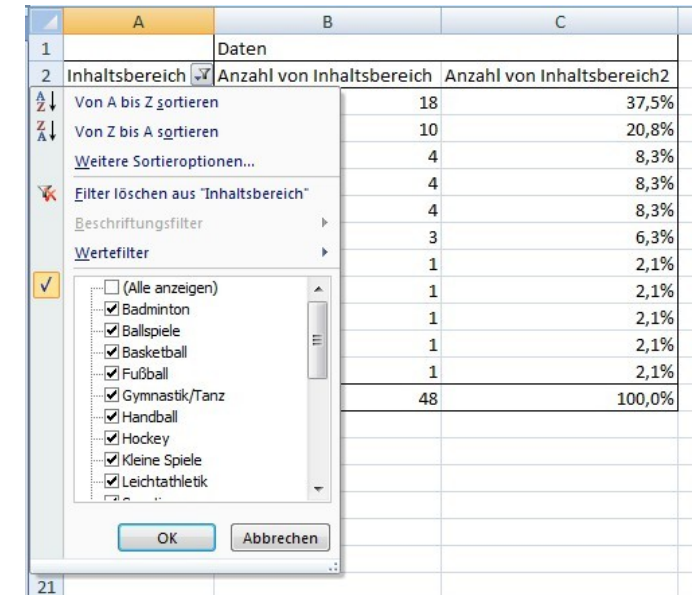 A B C
1 Daten
2 Inhaltsbereich Anzahl von Inhaltsbereich Anzahl von Inhaltsbereich2
Von A bis Z sortieren 18 37,5%
Von Z bis A sortieren 10 20,8%
Weitere Sortieroptionen... 4 8,3%
Filter löschen aus "Inhaltsbereich" 4 8,3%
Beschriftungsfilter 4 8,3%
Wertefilter 3 6,3%
(Alle anzeigen) 1 2,1%
Badminton 1 2,1%
Ballspiele
Basketball 1 2,1%
Fußball 1 2,1%
Gymnastik/Tanz 1 2,1%
Handball 48 100,0%
Hockey
Kleine Spiele
Leichtathletik
OK Abbrechen
21